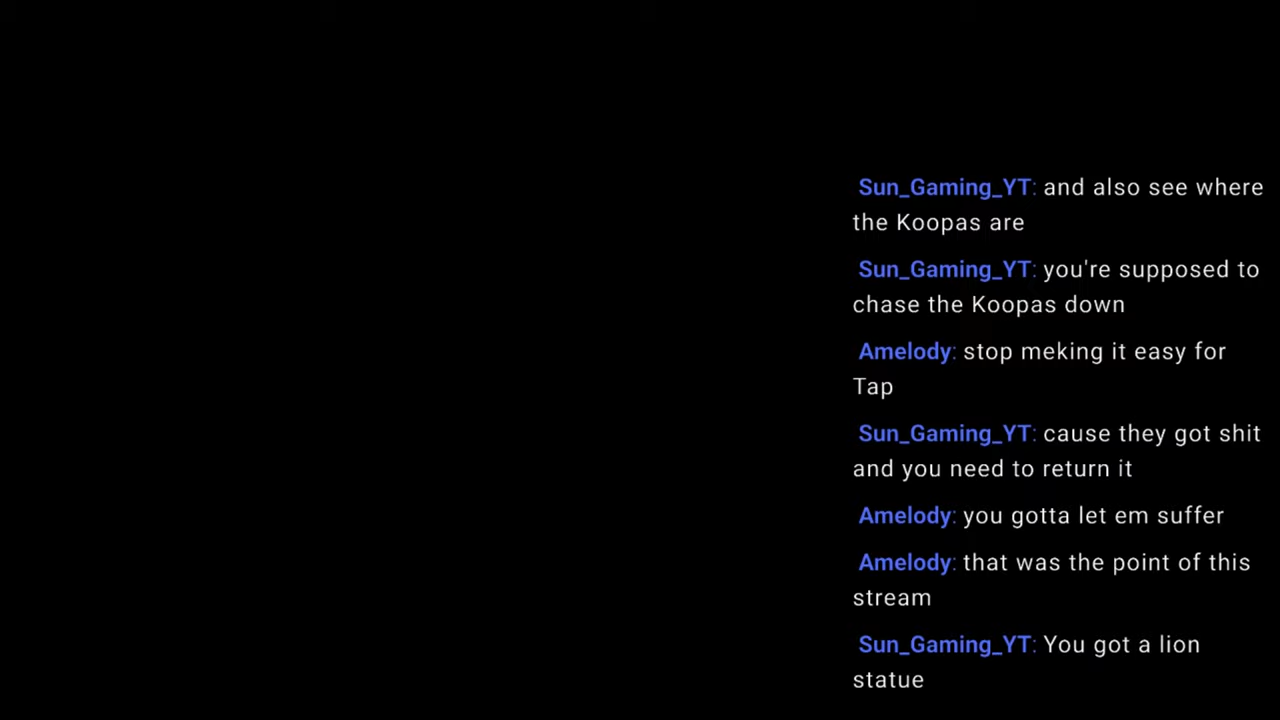 Sun_Gaming_YT: and also see where
the Koopas are
Sun_Gaming_YT: you're supposed to
chase the Koopas down
Amelody: stop meking it easy for
Tap
Sun_Gaming_YT: cause they got shit
and you need to return it
Amelody: you gotta let em suffer
Amelody: that was the point of this
stream
Sun_Gaming_YT: You got a lion
statue